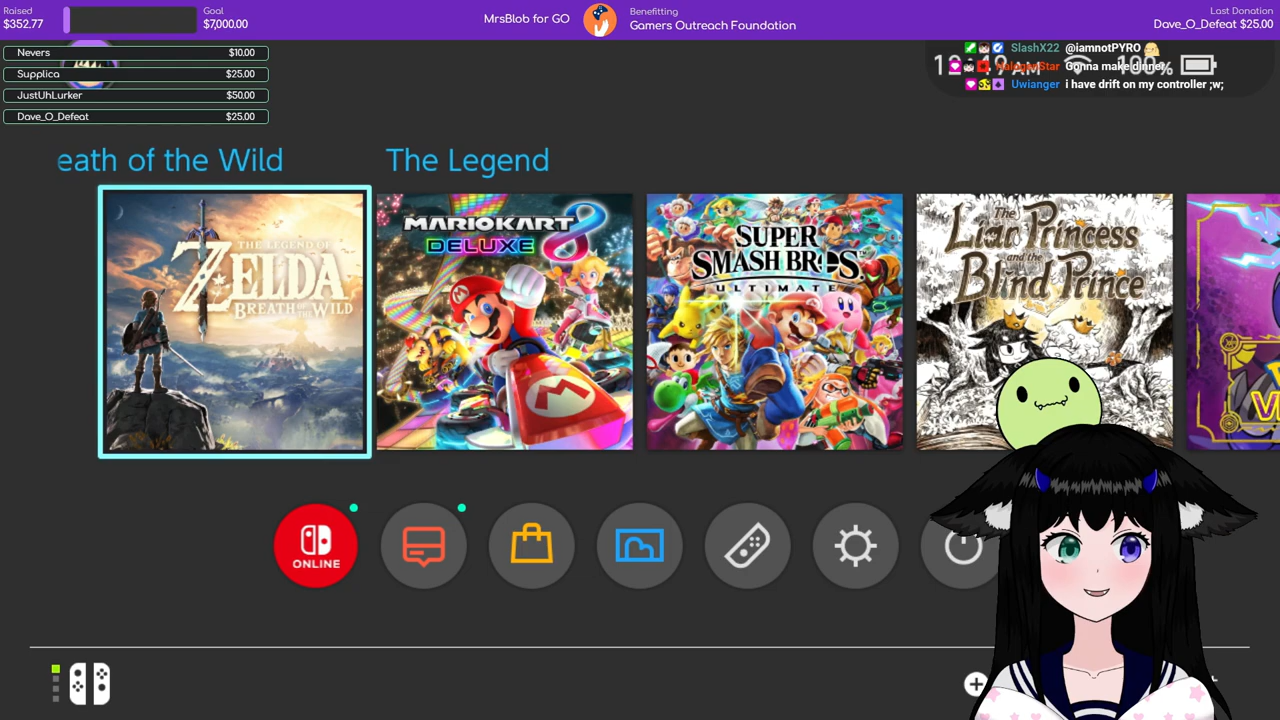 Raised
$352.77
Goal
$7,000.00
MrsBlob for GO
Benefitting
Gamers Outreach Foundation
Last Donation
Dave_O_Defeat $25.00
Nevers $10.00
Supplica $25.00
JustUhLurker $50.00
Dave_O_Defeat $25.00
SlashX22 @iamnotPYRO
Gonna make dinner
Uwianger i have drift on my controller ;w;
AM
100%
eath of the Wild
The Legend
THE LEGEND OF
ZELDA
BREATH OF THE WILD
MARIOKART 8
DELUXE
SUPER
SMASH BROS.
ULTIMATE
The
Liar Princess
and the
Blind Prince
ONLINE